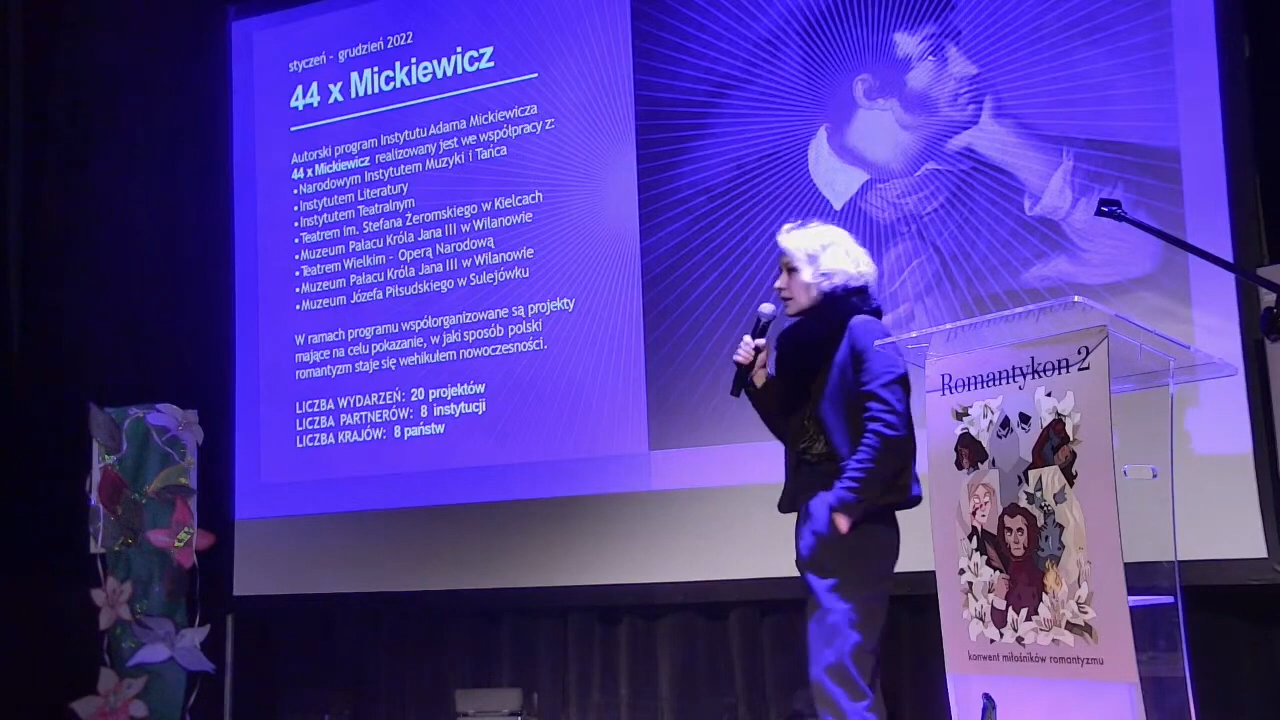 styczeń - grudzień 2022
44 x Mickiewicz
Autorski program Instytutu Adama Mickiewicza
44 x Mickiewicz realizowany jest we współpracy z:
•Narodowym Instytutem Muzyki i Tańca
•Instytutem Literatury
•Instytutem Teatralnym
•Teatrem im. Stefana Żeromskiego w Kielcach
•Muzeum Pałacu Króla Jana III w Wilanowie
•Teatrem Wielkim - Operą Narodową
•Muzeum Pałacu Króla Jana III w Wilanowie
•Muzeum Józefa Piłsudskiego w Sulejówku
W ramach programu współorganizowane są projekty
mające na celu pokazanie, w jaki sposób polski
romantyzm staje się wehikułem nowoczesności.
LICZBA WYDARZEŃ: 20 projektów
LICZBA PARTNERÓW: 8 instytucji
LICZBA KRAJÓW: 8 państw
Romantykon 2
konwent miłośników romantyzmu